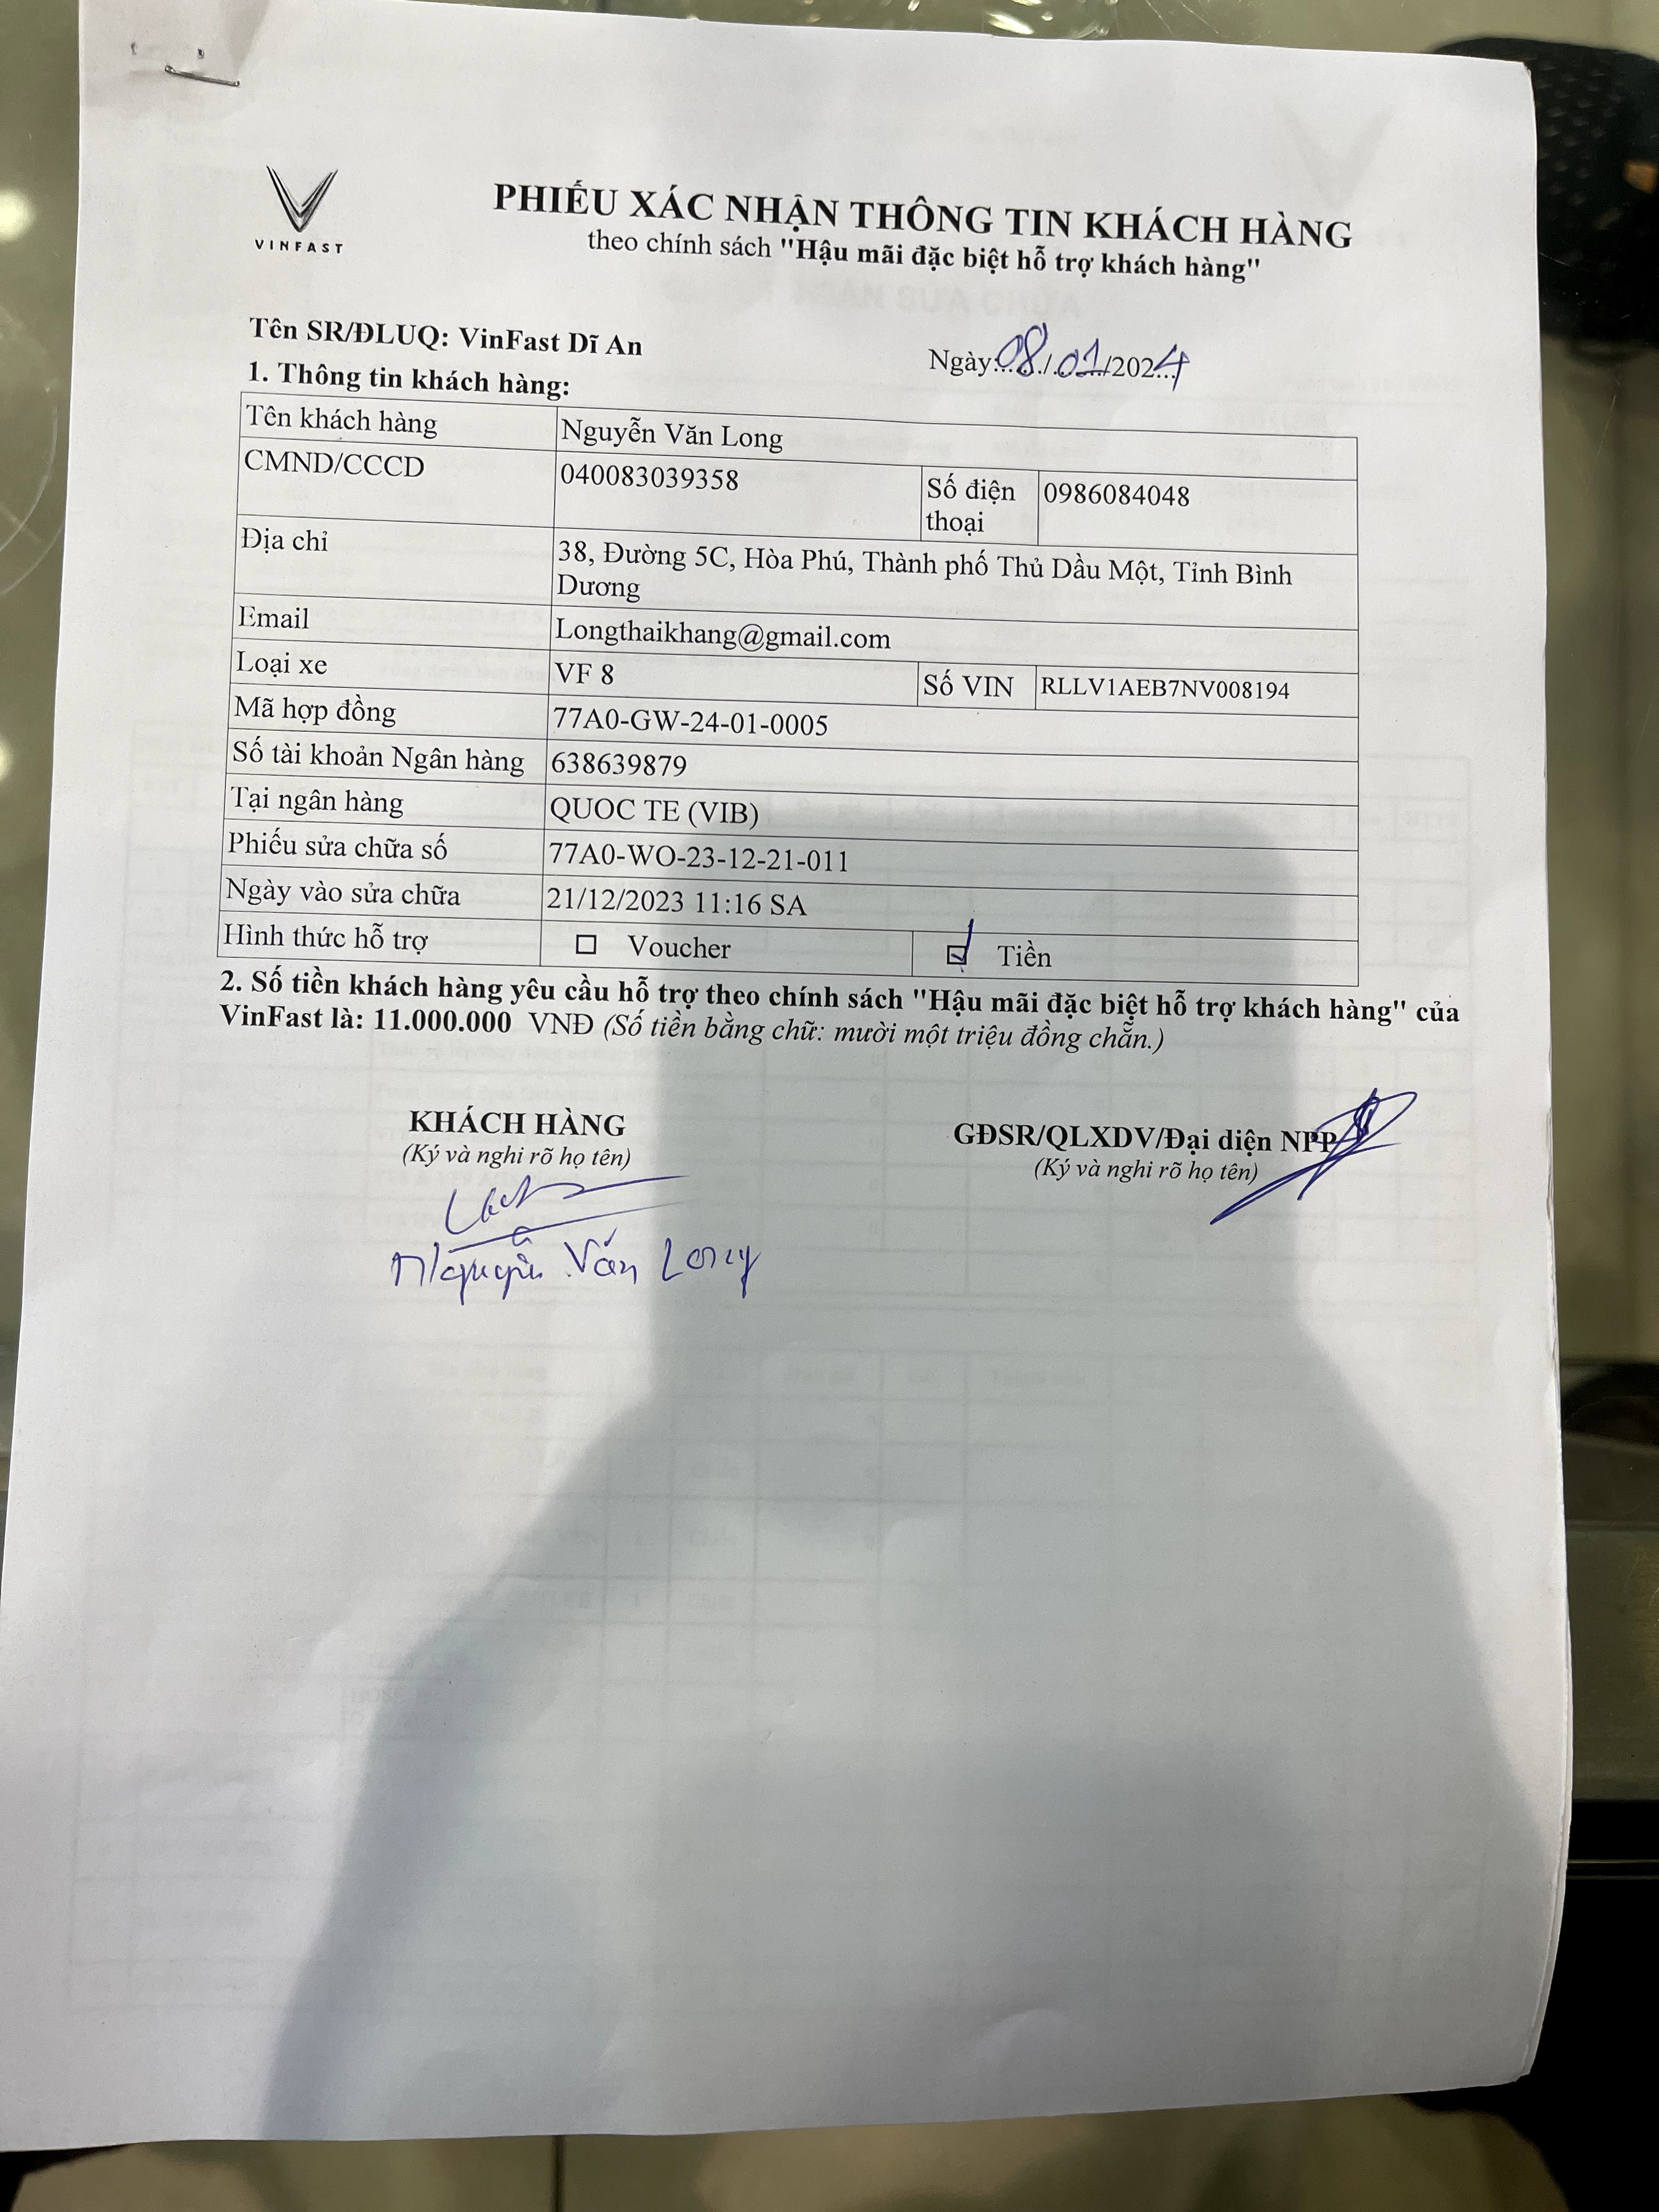 VINFAST
PHIẾU XÁC NHẬN THÔNG TIN KHÁCH HÀNG
theo chính sách "Hậu mãi đặc biệt hỗ trợ khách hàng"
Tên SR/ĐLUQ: VinFast Dĩ An
Ngày:08/01/2024
1. Thông tin khách hàng:
Tên khách hàng Nguyễn Văn Long
CMND/CCCD 040083039358 Số điện thoại 0986084048
Địa chỉ 38, Đường 5C, Hòa Phú, Thành phố Thủ Dầu Một, Tỉnh Bình
Dương
Email Longthaikhang@gmail.com
Loại xe VF 8 Số VIN RLLV1AEB7NV008194
Mã hợp đồng 77A0-GW-24-01-0005
Số tài khoản Ngân hàng 638639879
Tại ngân hàng QUOC TE (VIB)
Phiếu sửa chữa số 77A0-WO-23-12-21-011
Ngày vào sửa chữa 21/12/2023 11:16 SA
Hình thức hỗ trợ ☐ Voucher ☑ Tiền
2. Số tiền khách hàng yêu cầu hỗ trợ theo chính sách "Hậu mãi đặc biệt hỗ trợ khách hàng" của
VinFast là: 11.000.000 VNĐ (Số tiền bằng chữ: mười một triệu đồng chẵn.)
KHÁCH HÀNG
(Ký và nghi rõ họ tên)
Nguyễn Văn Long
GĐSR/QLXDV/Đại diện NPP
(Ký và nghi rõ họ tên)